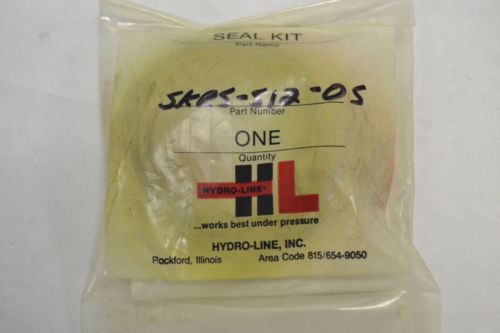 SEAL KIT
Part Name
SKR5-512-05
Part Number
ONE
Quantity
HYDRO-LINE®
HL
...works best under pressure
HYDRO-LINE, INC.
Rockford, Illinois Area Code 815/654-9050